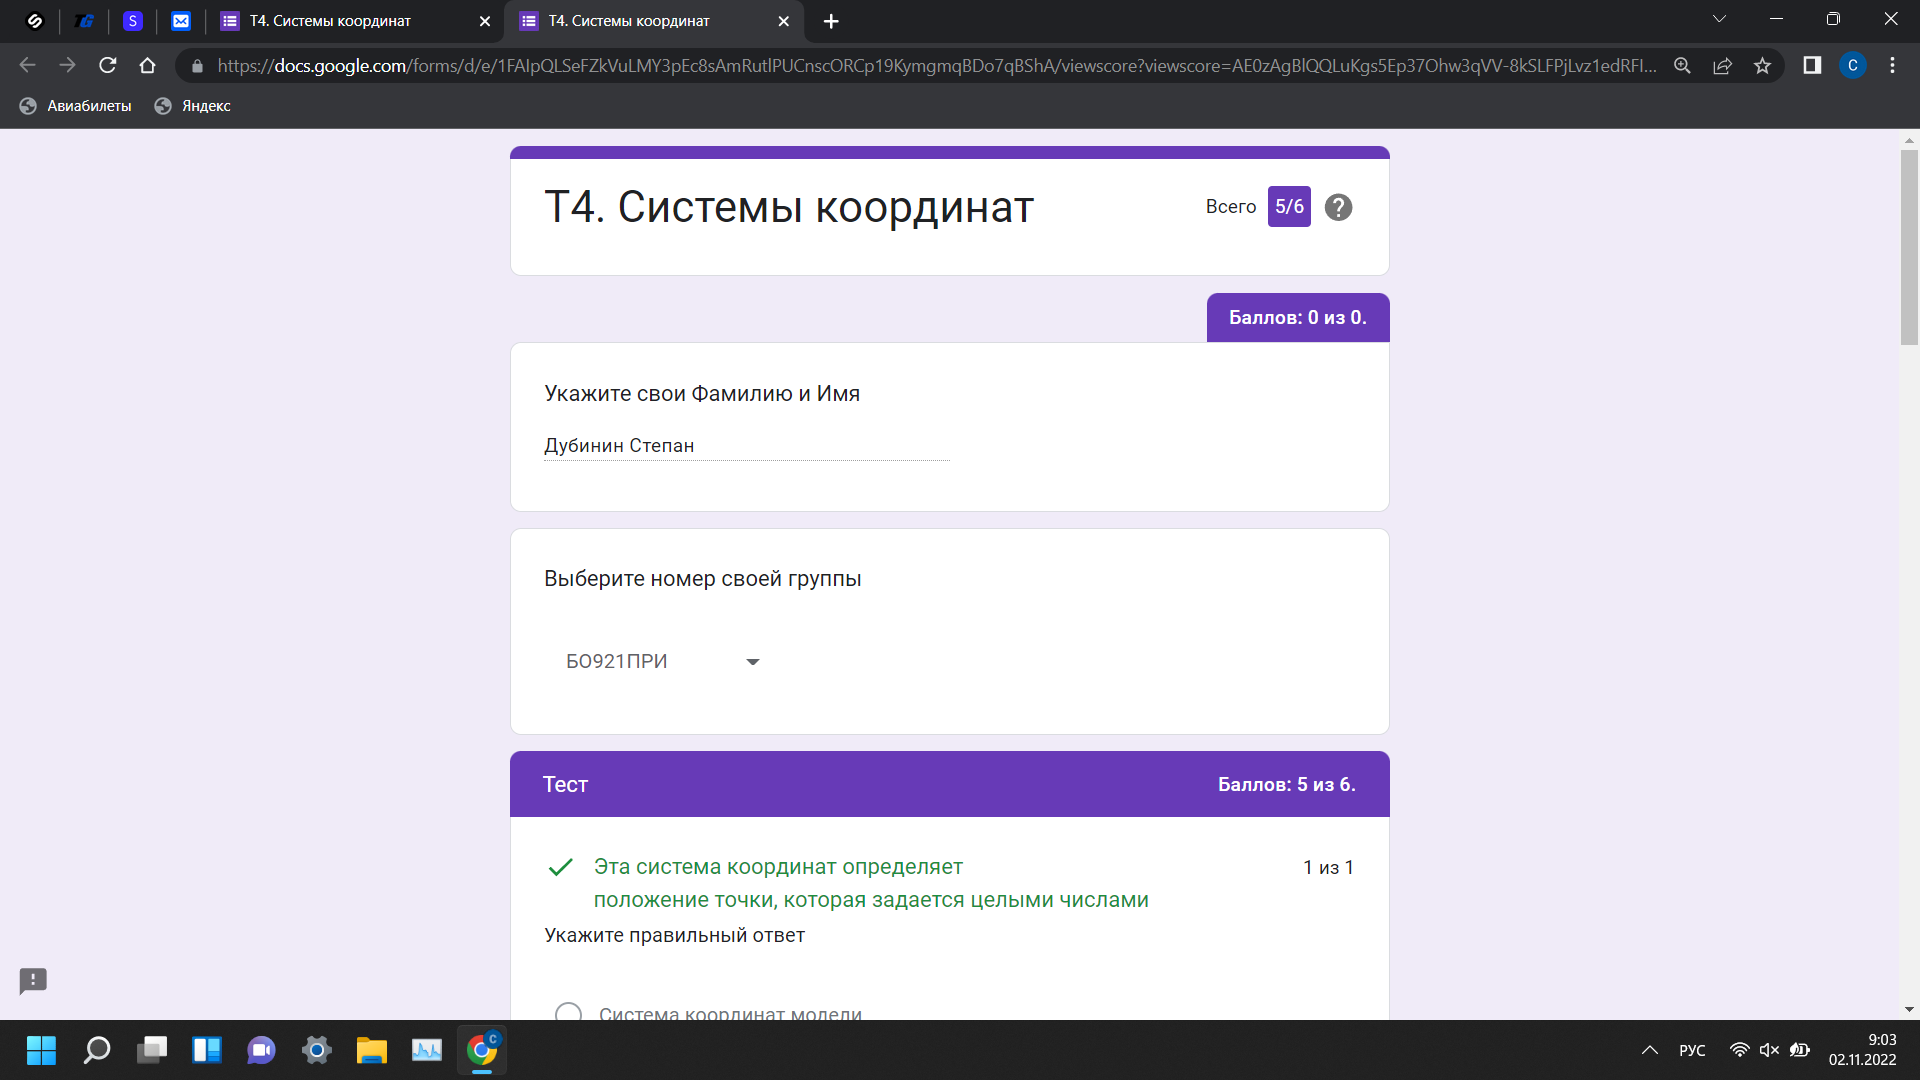 T4. Системы координат
T4. Системы координат
https://docs.google.com/forms/d/e/1FAIpQLSeFZkVuLMY3pEc8sAmRutlPUCnscORCp19KymgmqBDo7qBShA/viewscore?viewscore=AE0zAgBlQQLuKgs5Ep37Ohw3qVV-8kSLFPjLvz1edRFI...
C
Авиабилеты
Яндекс
T4. Системы координат
Всего 5/6
Баллов: 0 из 0.
Укажите свои Фамилию и Имя
Дубинин Степан
Выберите номер своей группы
БО921ПРИ
Тест
Баллов: 5 из 6.
Эта система координат определяет
1 из 1
положение точки, которая задается целыми числами
Укажите правильный ответ
Система координат модели
РУС
9:03
02.11.2022